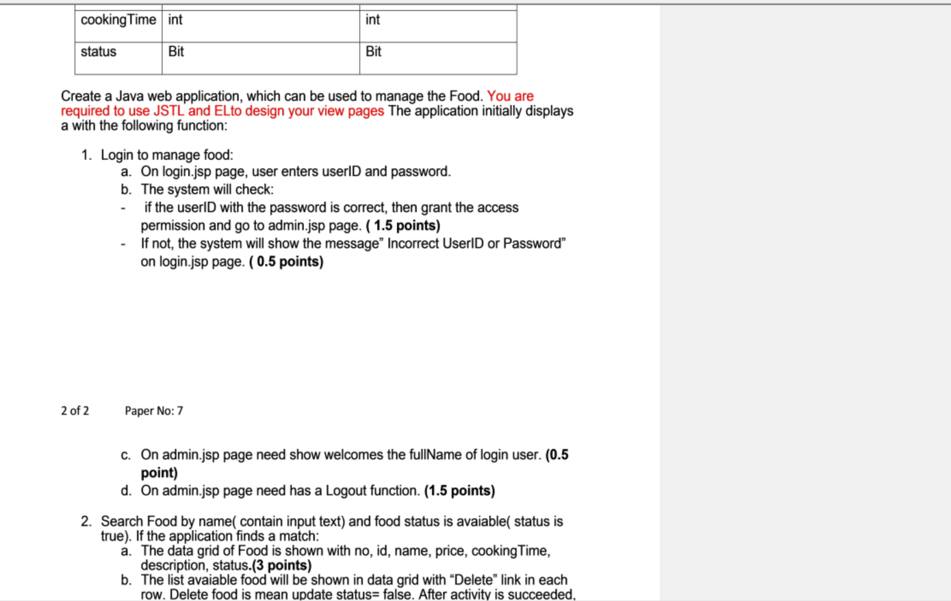 cookingTime int int
status Bit Bit
Create a Java web application, which can be used to manage the Food. You are
required to use JSTL and ELto design your view pages The application initially displays
a with the following function:
1. Login to manage food:
a. On login.jsp page, user enters userID and password.
b. The system will check:
- if the userID with the password is correct, then grant the access
permission and go to admin.jsp page. ( 1.5 points)
- If not, the system will show the message” Incorrect UserID or Password”
on login.jsp page. ( 0.5 points)
2 of 2 Paper No: 7
c. On admin.jsp page need show welcomes the fullName of login user. (0.5
point)
d. On admin.jsp page need has a Logout function. (1.5 points)
2. Search Food by name( contain input text) and food status is avaiable( status is
true). If the application finds a match:
a. The data grid of Food is shown with no, id, name, price, cookingTime,
description, status.(3 points)
b. The list avaiable food will be shown in data grid with “Delete” link in each
row. Delete food is mean update status= false. After activity is succeeded,